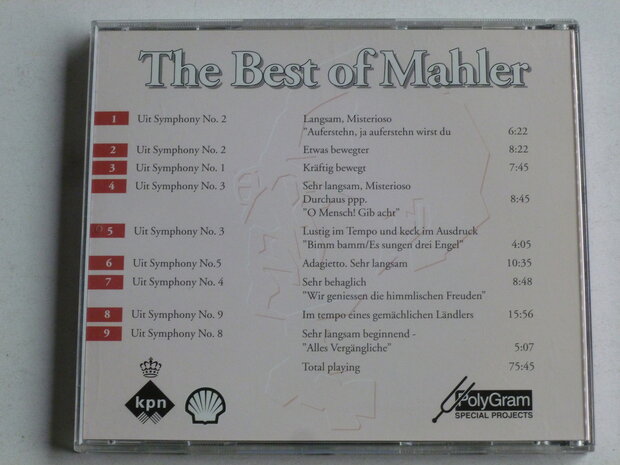 The Best of Mahler
1 Uit Symphony No. 2 Langsam, Misterioso
"Auferstehn, ja auferstehn wirst du 6:22
2 Uit Symphony No. 2 Etwas bewegter 8:22
3 Uit Symphony No. 1 Kräftig bewegt 7:45
4 Uit Symphony No. 3 Sehr langsam, Misterioso
Durchaus ppp. 8:45
"O Mensch! Gib acht"
5 Uit Symphony No. 3 Lustig im Tempo und keck im Ausdruck
"Bimm bamm/Es sungen drei Engel" 4:05
6 Uit Symphony No.5 Adagietto. Sehr langsam 10:35
7 Uit Symphony No. 4 Sehr behaglich 8:48
"Wir geniessen die himmlischen Freuden"
8 Uit Symphony No. 9 Im tempo eines gemächlichen Ländlers 15:56
9 Uit Symphony No. 8 Sehr langsam beginnend -
"Alles Vergängliche" 5:07
Total playing 75:45
kpn
PolyGram
SPECIAL PROJECTS